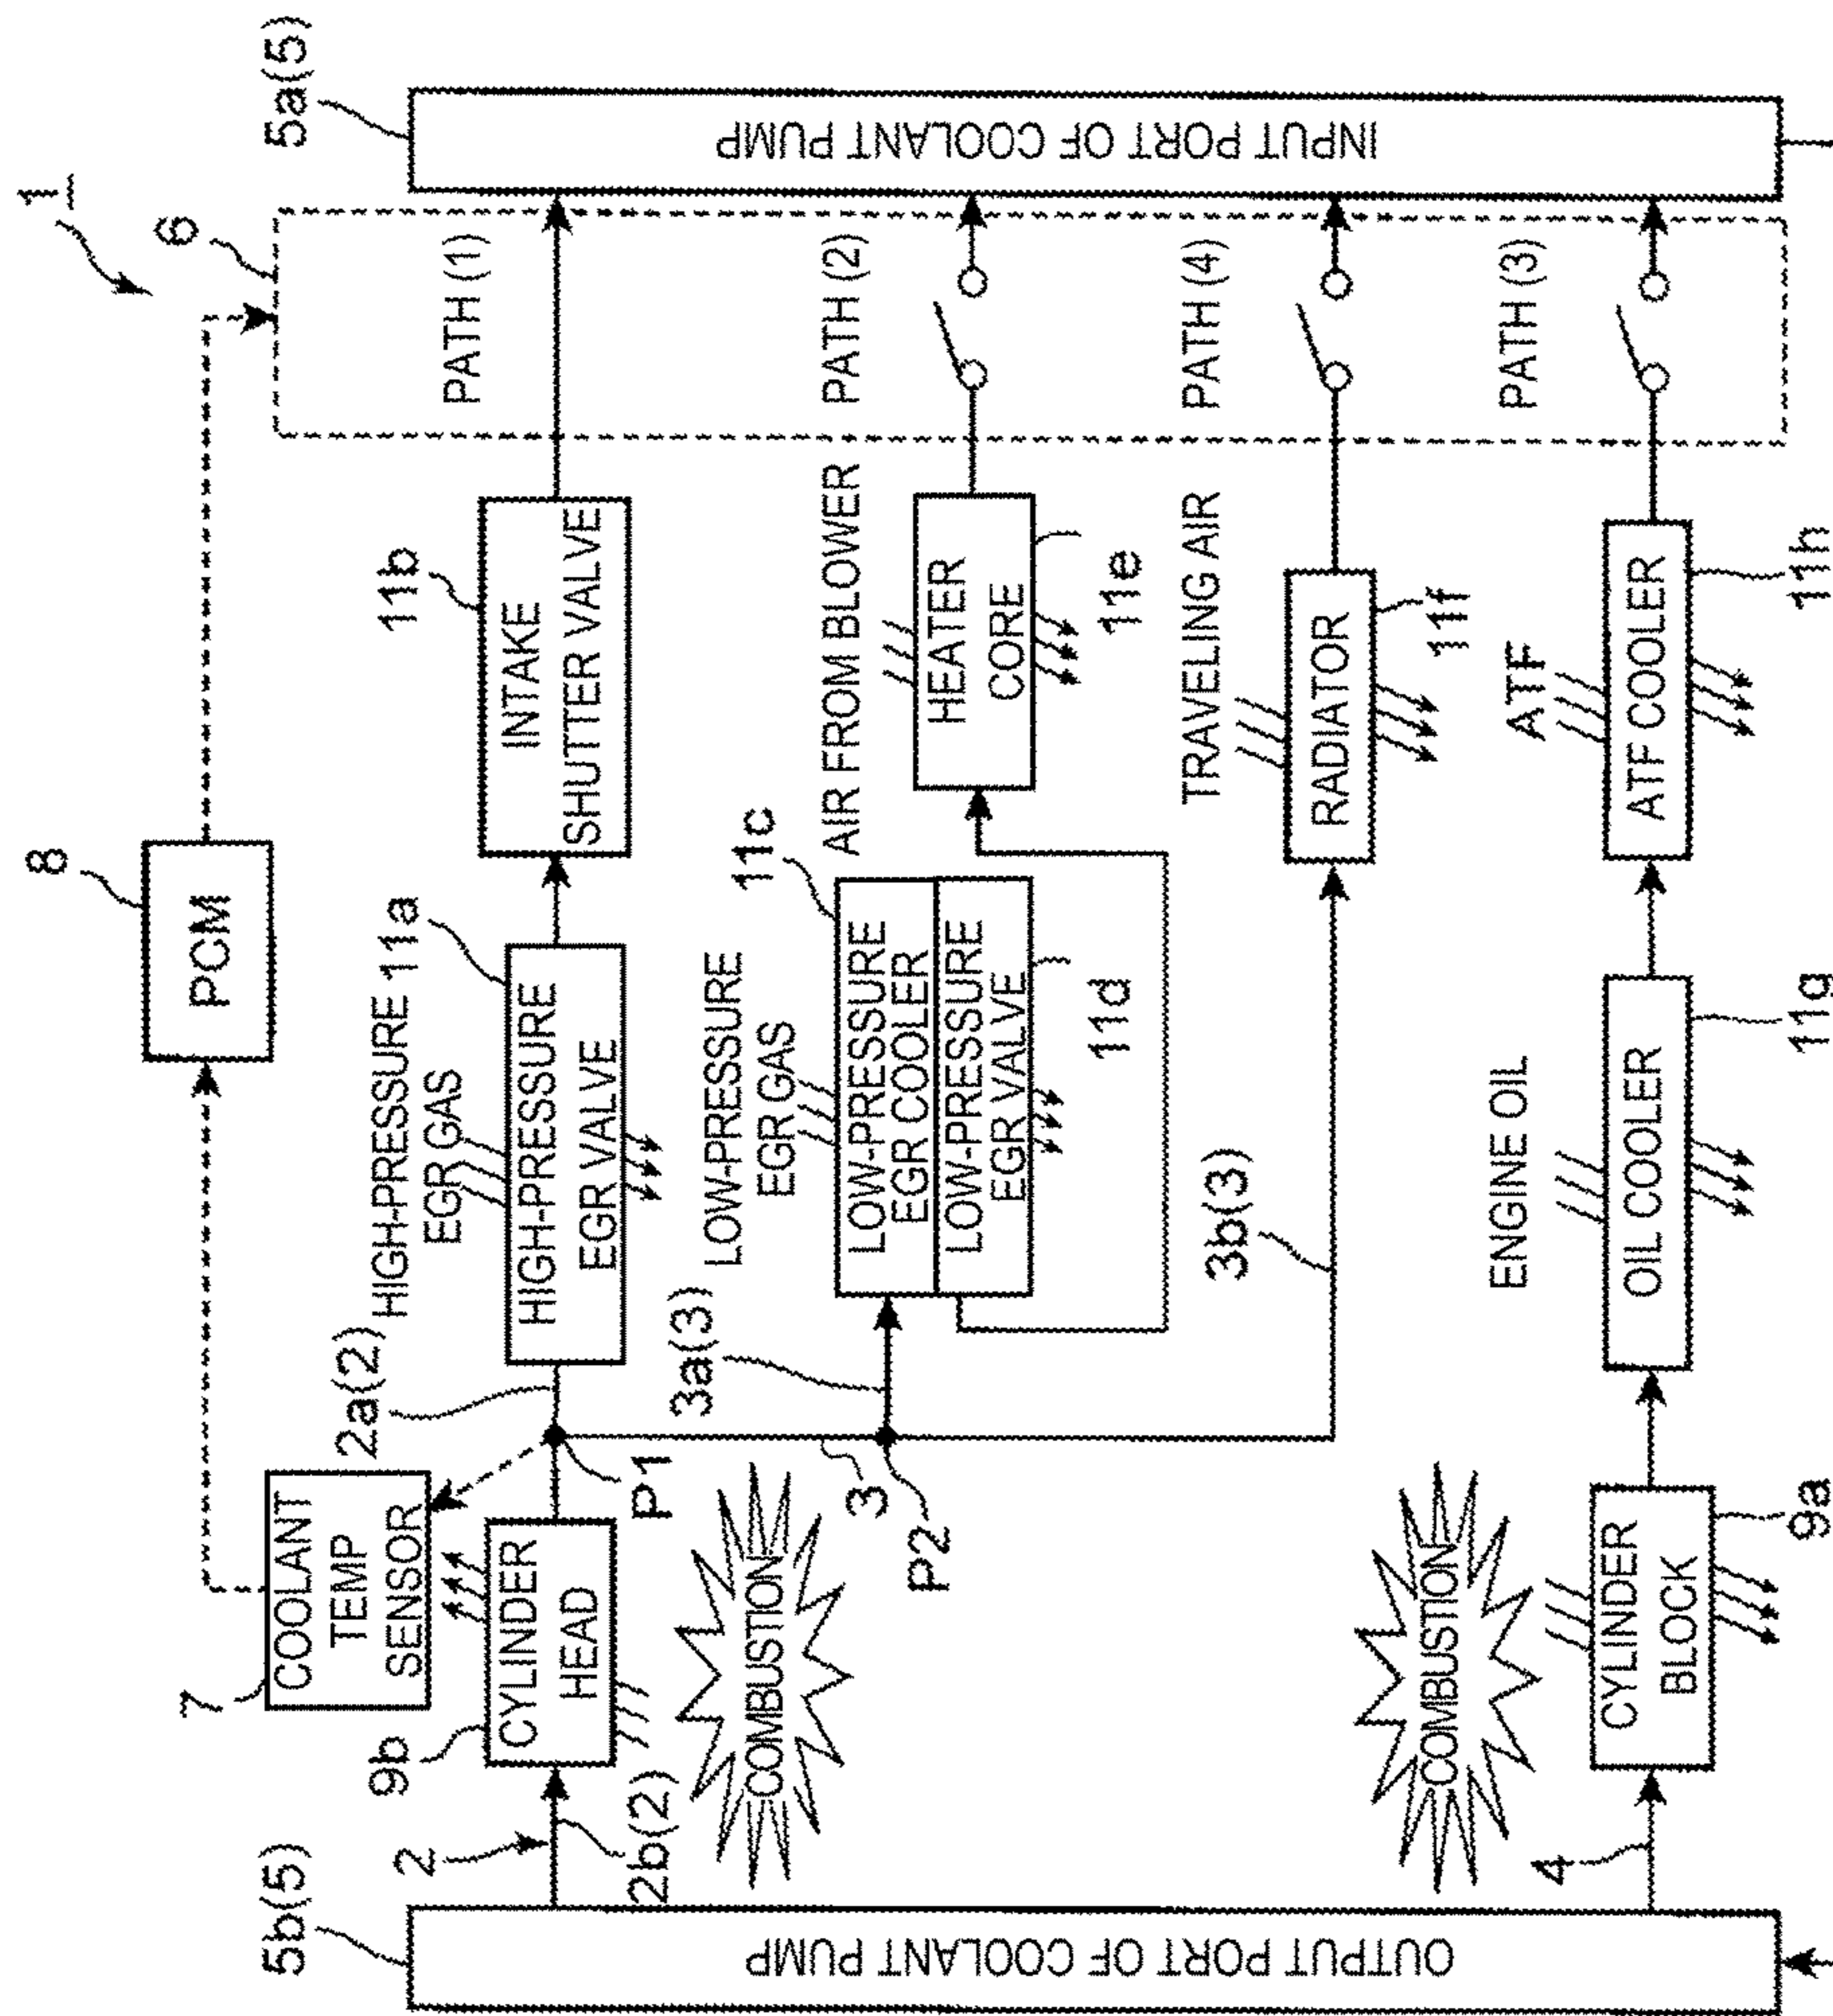 1
5b(5)
OUTPUT PORT OF COOLANT PUMP
2
2b(2)
9b
CYLINDER
HEAD
COMBUSTION
7
COOLANT
TEMP
SENSOR
P1
2a(2)
8
PCM
HIGH-PRESSURE
EGR GAS
11a
HIGH-PRESSURE
EGR VALVE
11b
INTAKE
SHUTTER VALVE
6
PATH (1)
5a(5)
INPUT PORT OF COOLANT PUMP
3
P2
3a(3)
LOW-PRESSURE
EGR GAS
11c
LOW-PRESSURE
EGR COOLER
LOW-PRESSURE
EGR VALVE
11d
AIR FROM BLOWER
HEATER
CORE
11e
PATH (2)
3b(3)
TRAVELING AIR
RADIATOR
11f
PATH (4)
COMBUSTION
4
CYLINDER
BLOCK
9a
ENGINE OIL
OIL COOLER
11g
ATF
ATF COOLER
11h
PATH (3)